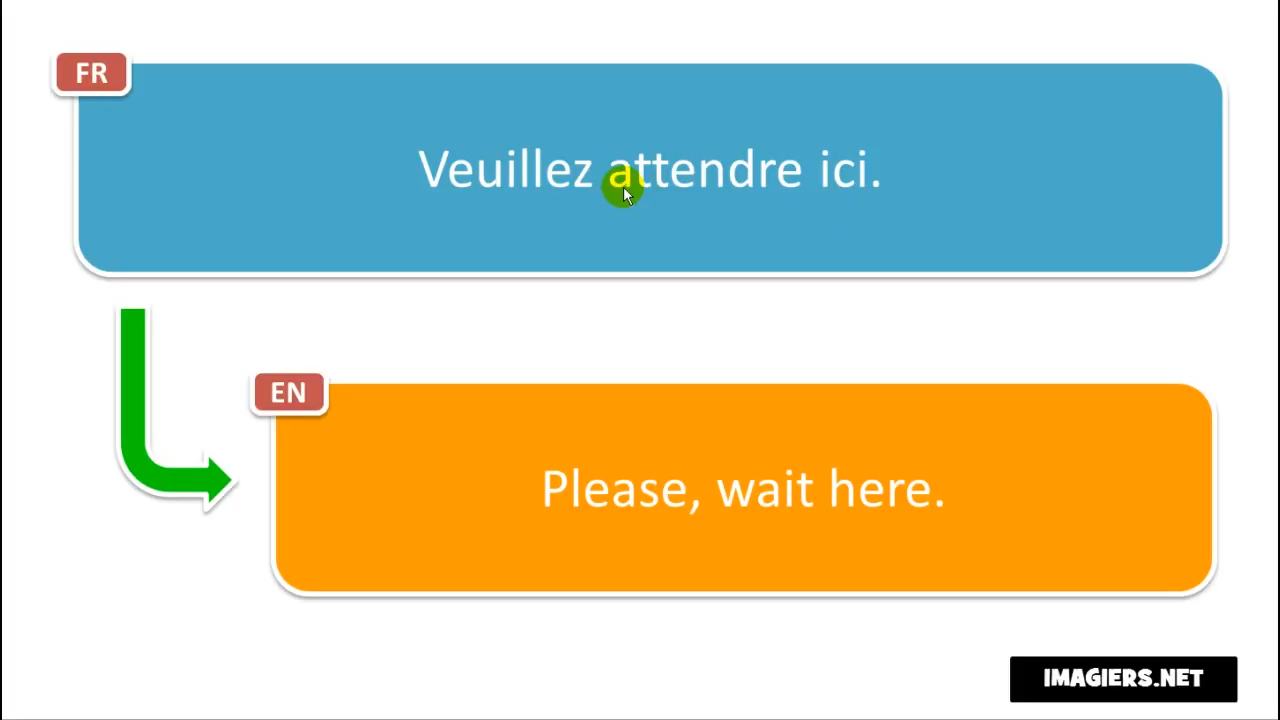 FR
Veuillez attendre ici.
EN
Please, wait here.
IMAGIERS.NET